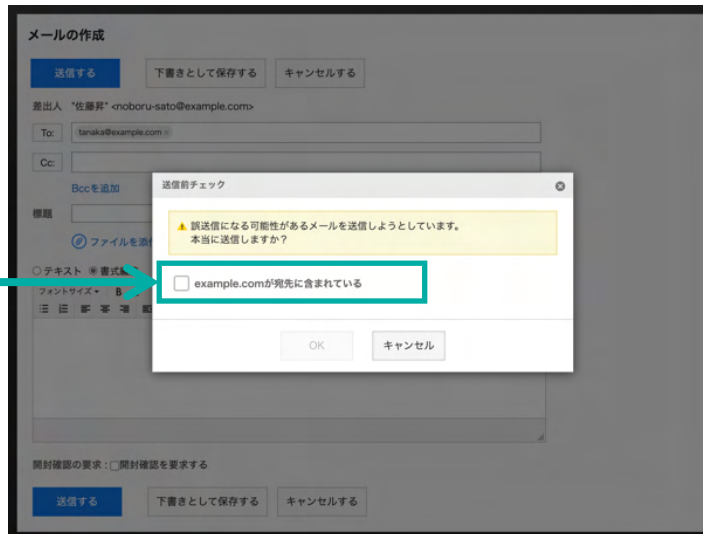 メールの作成
送信する 下書きとして保存する キャンセルする
差出人 "佐藤昇" <noboru-sato@example.com>
To: tanaka@example.com ×
Cc:
Bccを追加
標題
ファイルを添
送信前チェック
誤送信になる可能性があるメールを送信しようとしています。
本当に送信しますか？
テキスト 書式編
example.comが宛先に含まれている
フォントサイズ B
OK キャンセル
開封確認の要求 : 開封確認を要求する
送信する 下書きとして保存する キャンセルする